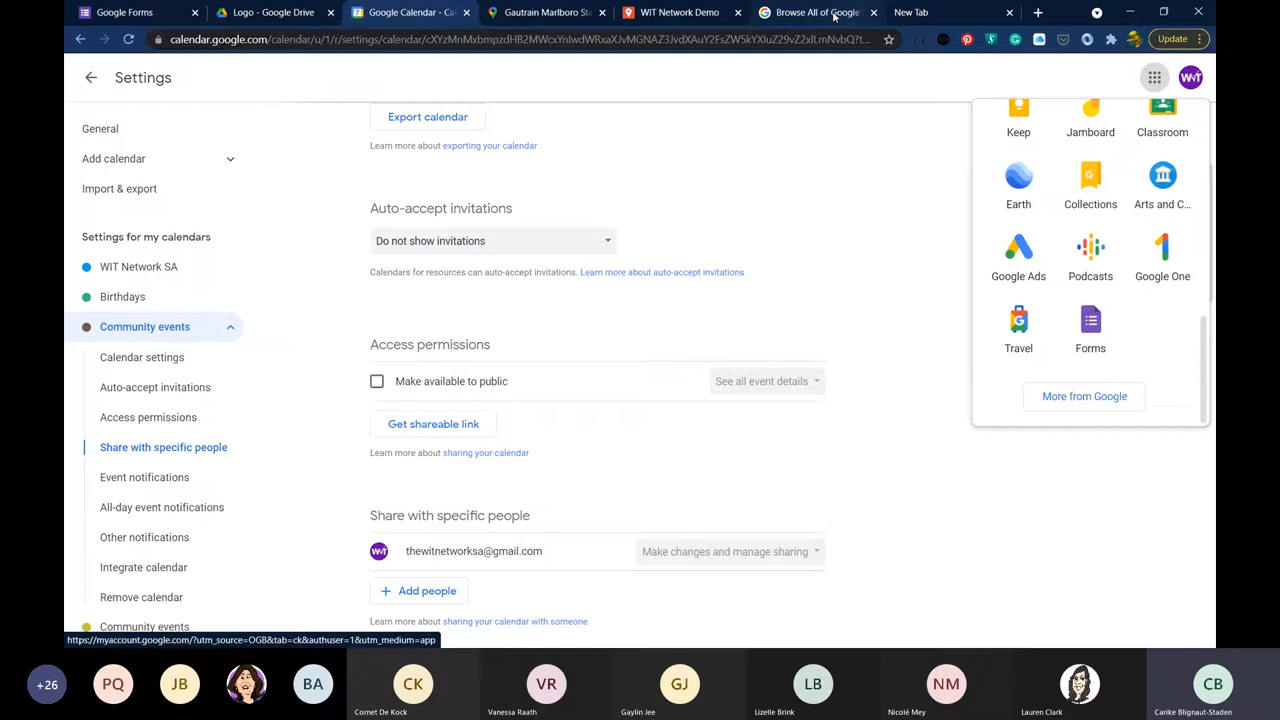 Google Forms
Logo - Google Drive
Google Calendar - Ca
Gautrain Marlboro St
WIT Network Demo
Browse All of Google
New Tab
calendar.google.com/calendar/u/1/r/settings/calendar/
Update
Settings
WiT
General
Add calendar
Import & export
Settings for my calendars
WIT Network SA
Birthdays
Community events
Calendar settings
Auto-accept invitations
Access permissions
Share with specific people
Event notifications
All-day event notifications
Other notifications
Integrate calendar
Remove calendar
Community events
Export calendar
Learn more about exporting your calendar
Auto-accept invitations
Do not show invitations
Calendars for resources can auto-accept invitations. Learn more about auto-accept invitations
Access permissions
Make available to public
See all event details
Get shareable link
Learn more about sharing your calendar
Share with specific people
WiT
thewitnetworksa@gmail.com
Make changes and manage sharing
+ Add people
Learn more about sharing your calendar with someone
Keep
Jamboard
Classroom
Earth
Collections
Arts and C...
Google Ads
Podcasts
Google One
Travel
Forms
More from Google
https://myaccount.google.com/?utm_source=OGB&tab=ck&authuser=1&utm_medium=app
+26
PQ
JB
BA
CK
VR
GJ
LB
NM
CB
Cornet De Kock
Vanessa Raath
Gaylin Jee
Lizelle Brink
Nicolé Mey
Lauren Clark
Carike Blignaut-Staden